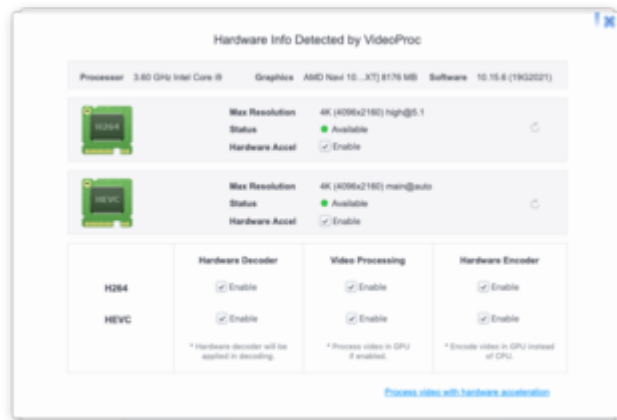 Hardware Info Detected by VideoProc
Processor 3.60 GHz Intel Core i9 Graphics AMD Navi 10...XT] 8176 MB Software 10.15.6 (19G2021)
H264
Max Resolution 4K (4096x2160) high@5.1
Status Available
Hardware Accel Enable
HEVC
Max Resolution 4K (4096x2160) main@auto
Status Available
Hardware Accel Enable
Hardware Decoder Video Processing Hardware Encoder
H264 Enable Enable Enable
HEVC Enable Enable Enable
* Hardware decoder will be * Process video in GPU * Encode video in GPU instead
applied in decoding. if enabled. of CPU.
Process video with hardware acceleration